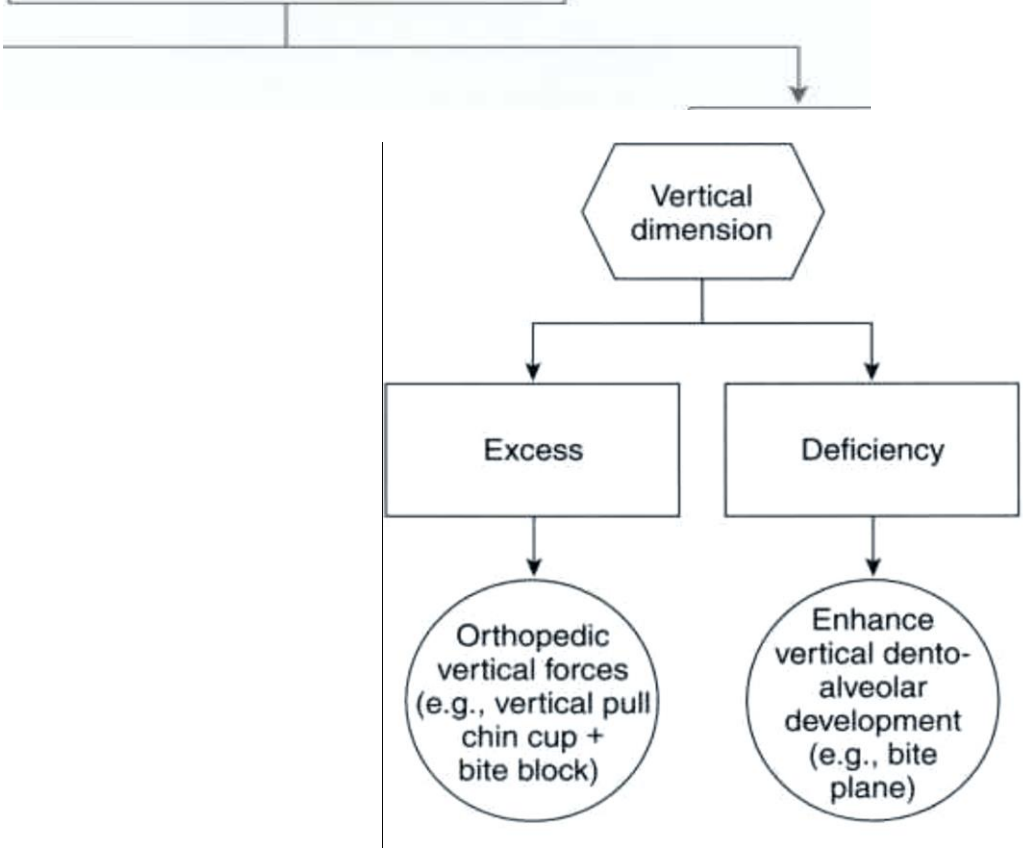 Vertical
dimension
Excess
Deficiency
Orthopedic
vertical forces
(e.g., vertical pull
chin cup +
bite block)
Enhance
vertical dento-
alveolar
development
(e.g., bite
plane)